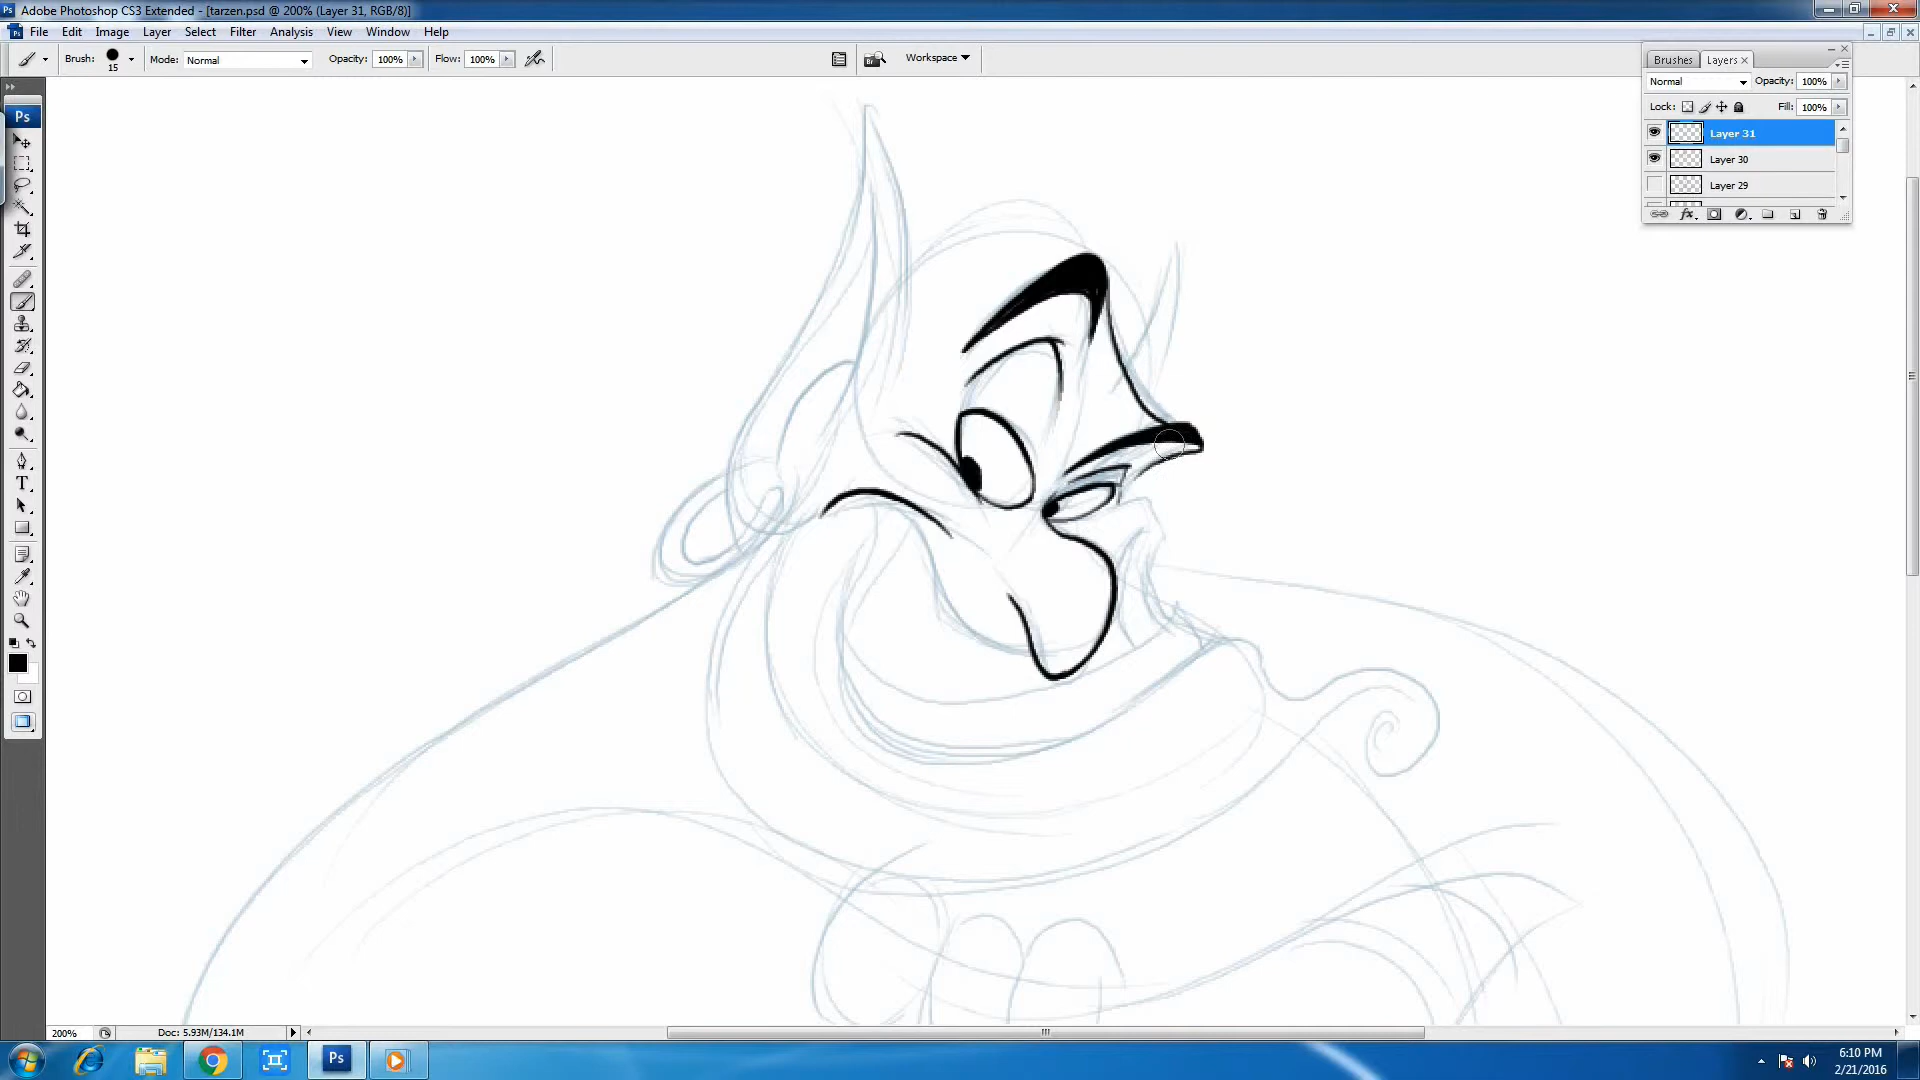 Adobe Photoshop CS3 Extended - [tarzen.psd @ 200% (Layer 31, RGB/8)]
File Edit Image Layer Select Filter Analysis View Window Help
Brush: 15 Mode: Normal Opacity: 100% Flow: 100% Workspace
Brushes Layers
Normal Opacity: 100%
Lock: Fill: 100%
Layer 31
Layer 30
Layer 29
Ps
T
200% Doc: 5.93M/134.1M
Ps
6:10 PM
2/21/2016